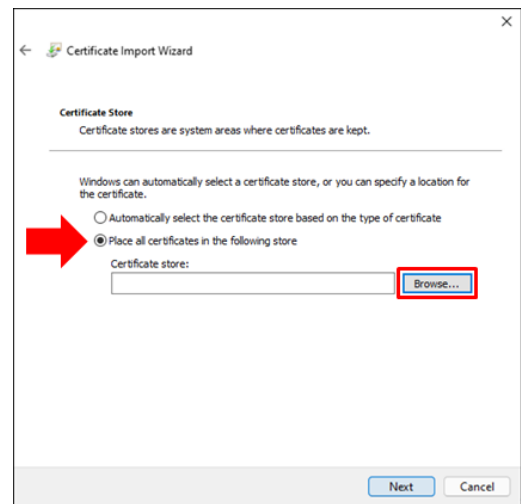 Certificate Import Wizard
Certificate Store
Certificate stores are system areas where certificates are kept.
Windows can automatically select a certificate store, or you can specify a location for
the certificate.
Automatically select the certificate store based on the type of certificate
Place all certificates in the following store
Certificate store:
Browse...
Next
Cancel